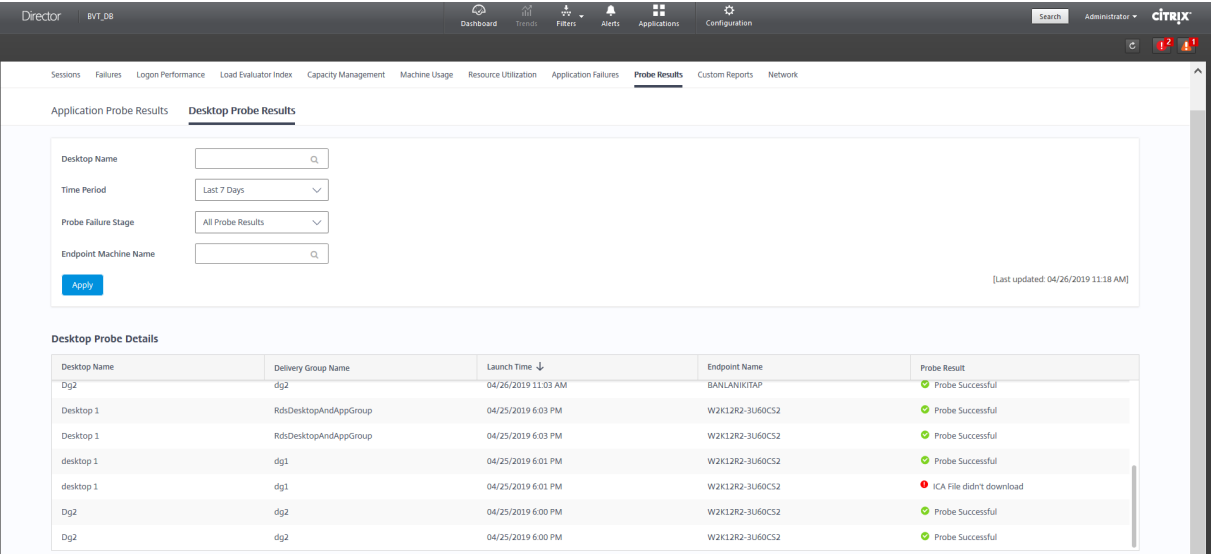 Director BVT_DB Dashboard Trends Filters Alerts Applications Configuration Search Administrator CİTRIX
2 1
Sessions Failures Logon Performance Load Evaluator Index Capacity Management Machine Usage Resource Utilization Application Failures Probe Results Custom Reports Network
Application Probe Results Desktop Probe Results
Desktop Name
Time Period Last 7 Days
Probe Failure Stage All Probe Results
Endpoint Machine Name
Apply [Last updated: 04/26/2019 11:18 AM]
Desktop Probe Details
Desktop Name Delivery Group Name Launch Time Endpoint Name Probe Result
Dg2 dg2 04/26/2019 11:03 AM BANLANIKITAP Probe Successful
Desktop 1 RdsDesktopAndAppGroup 04/25/2019 6:03 PM W2K12R2-3U60CS2 Probe Successful
Desktop 1 RdsDesktopAndAppGroup 04/25/2019 6:03 PM W2K12R2-3U60CS2 Probe Successful
desktop 1 dg1 04/25/2019 6:01 PM W2K12R2-3U60CS2 Probe Successful
desktop 1 dg1 04/25/2019 6:01 PM W2K12R2-3U60CS2 ICA File didn't download
Dg2 dg2 04/25/2019 6:00 PM W2K12R2-3U60CS2 Probe Successful
Dg2 dg2 04/25/2019 6:00 PM W2K12R2-3U60CS2 Probe Successful